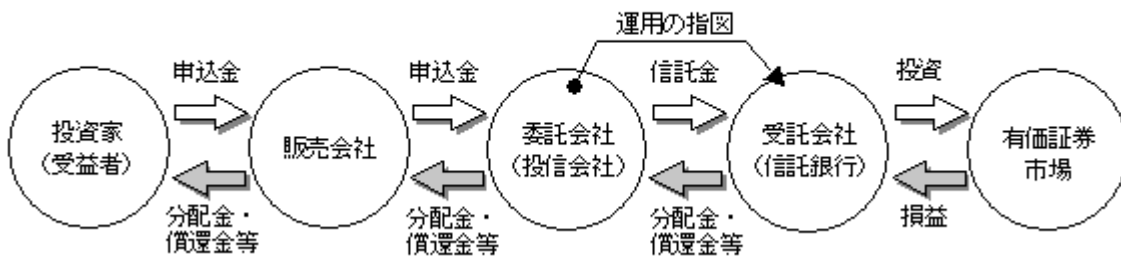 運用の指図
申込金
申込金
信託金
投資
投資家
（受益者）
販売会社
委託会社
（投信会社）
受託会社
（信託銀行）
有価証券
市場
分配金・
償還金等
分配金・
償還金等
分配金・
償還金等
損益